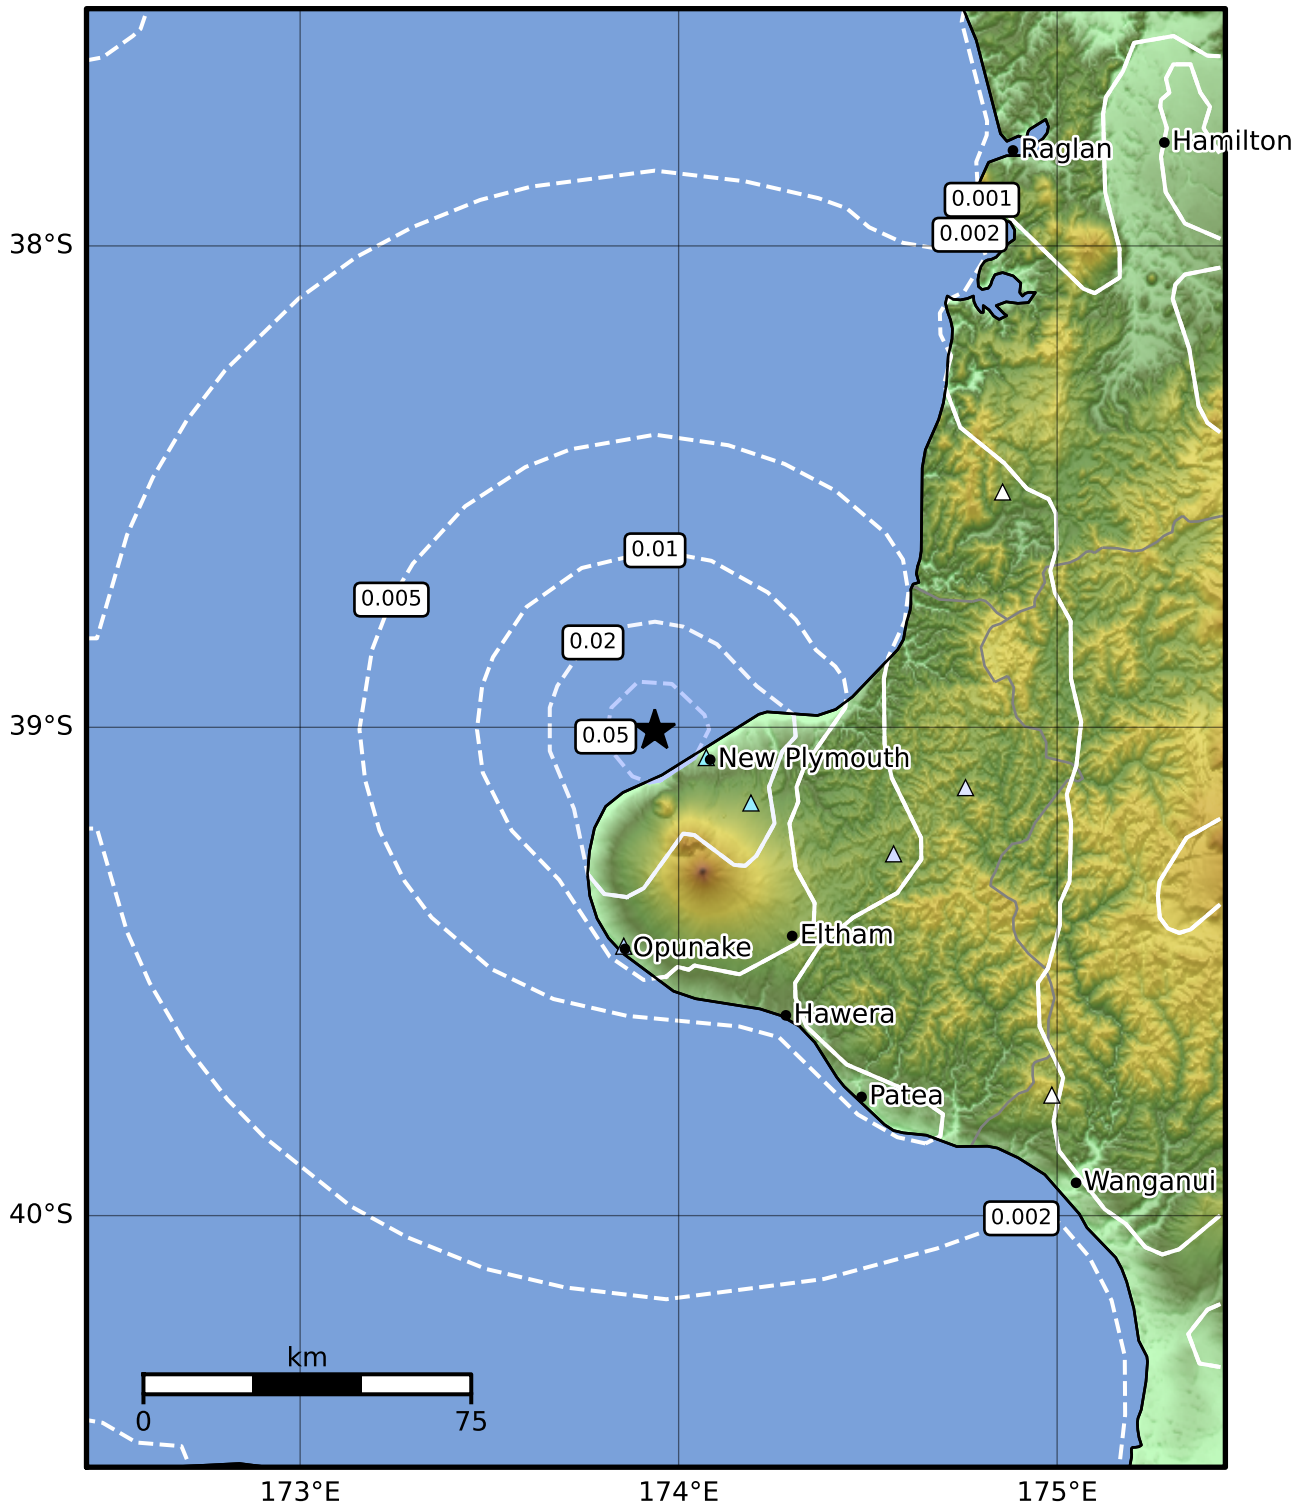 Hamilton
Raglan
0.001
0.002
38°S
0.01
0.005
0.02
39°S
0.05
New Plymouth
Eltham
Opunake
Hawera
Patea
Wanganui
40°S
0.002
km
0 75
173°E 174°E 175°E